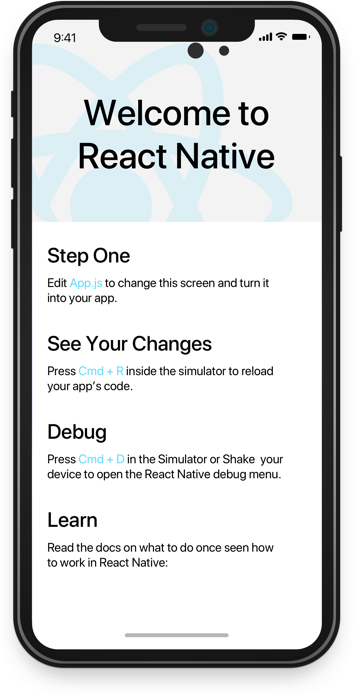 9:41
Welcome to
React Native
Step One
Edit App.js to change this screen and turn it
into your app.
See Your Changes
Press Cmd + R inside the simulator to reload
your app’s code.
Debug
Press Cmd + D in the Simulator or Shake  your
device to open the React Native debug menu.
Learn
Read the docs on what to do once seen how
to work in React Native: